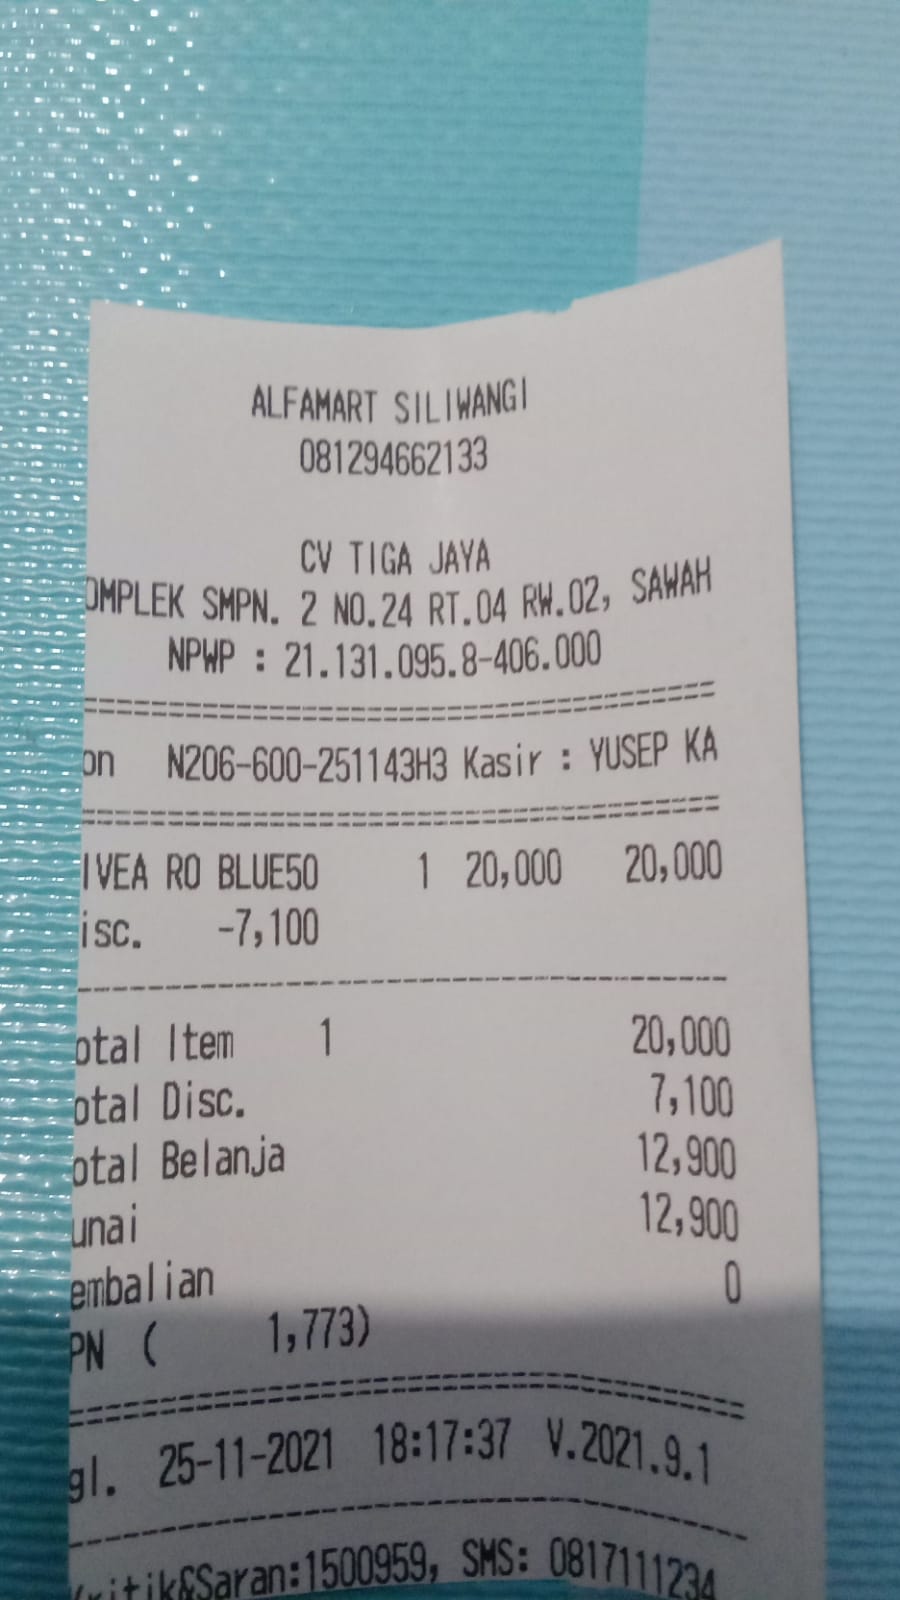 ALFAMART SILIWANGI
081294662133
CV TIGA JAYA
OMPLEK SMPN. 2 NO.24 RT.04 RW.02, SAWAH
NPWP : 21.131.095.8-406.000
on N206-600-251143H3 Kasir : YUSEP KA
IVEA RO BLUE50 1 20,000 20,000
isc. -7,100
otal Item 1 20,000
otal Disc. 7,100
otal Belanja 12,900
unai 12,900
embalian 0
PN ( 1,773)
gl. 25-11-2021 18:17:37 V.2021.9.1
Kritik&Saran:1500959, SMS: 0817111234